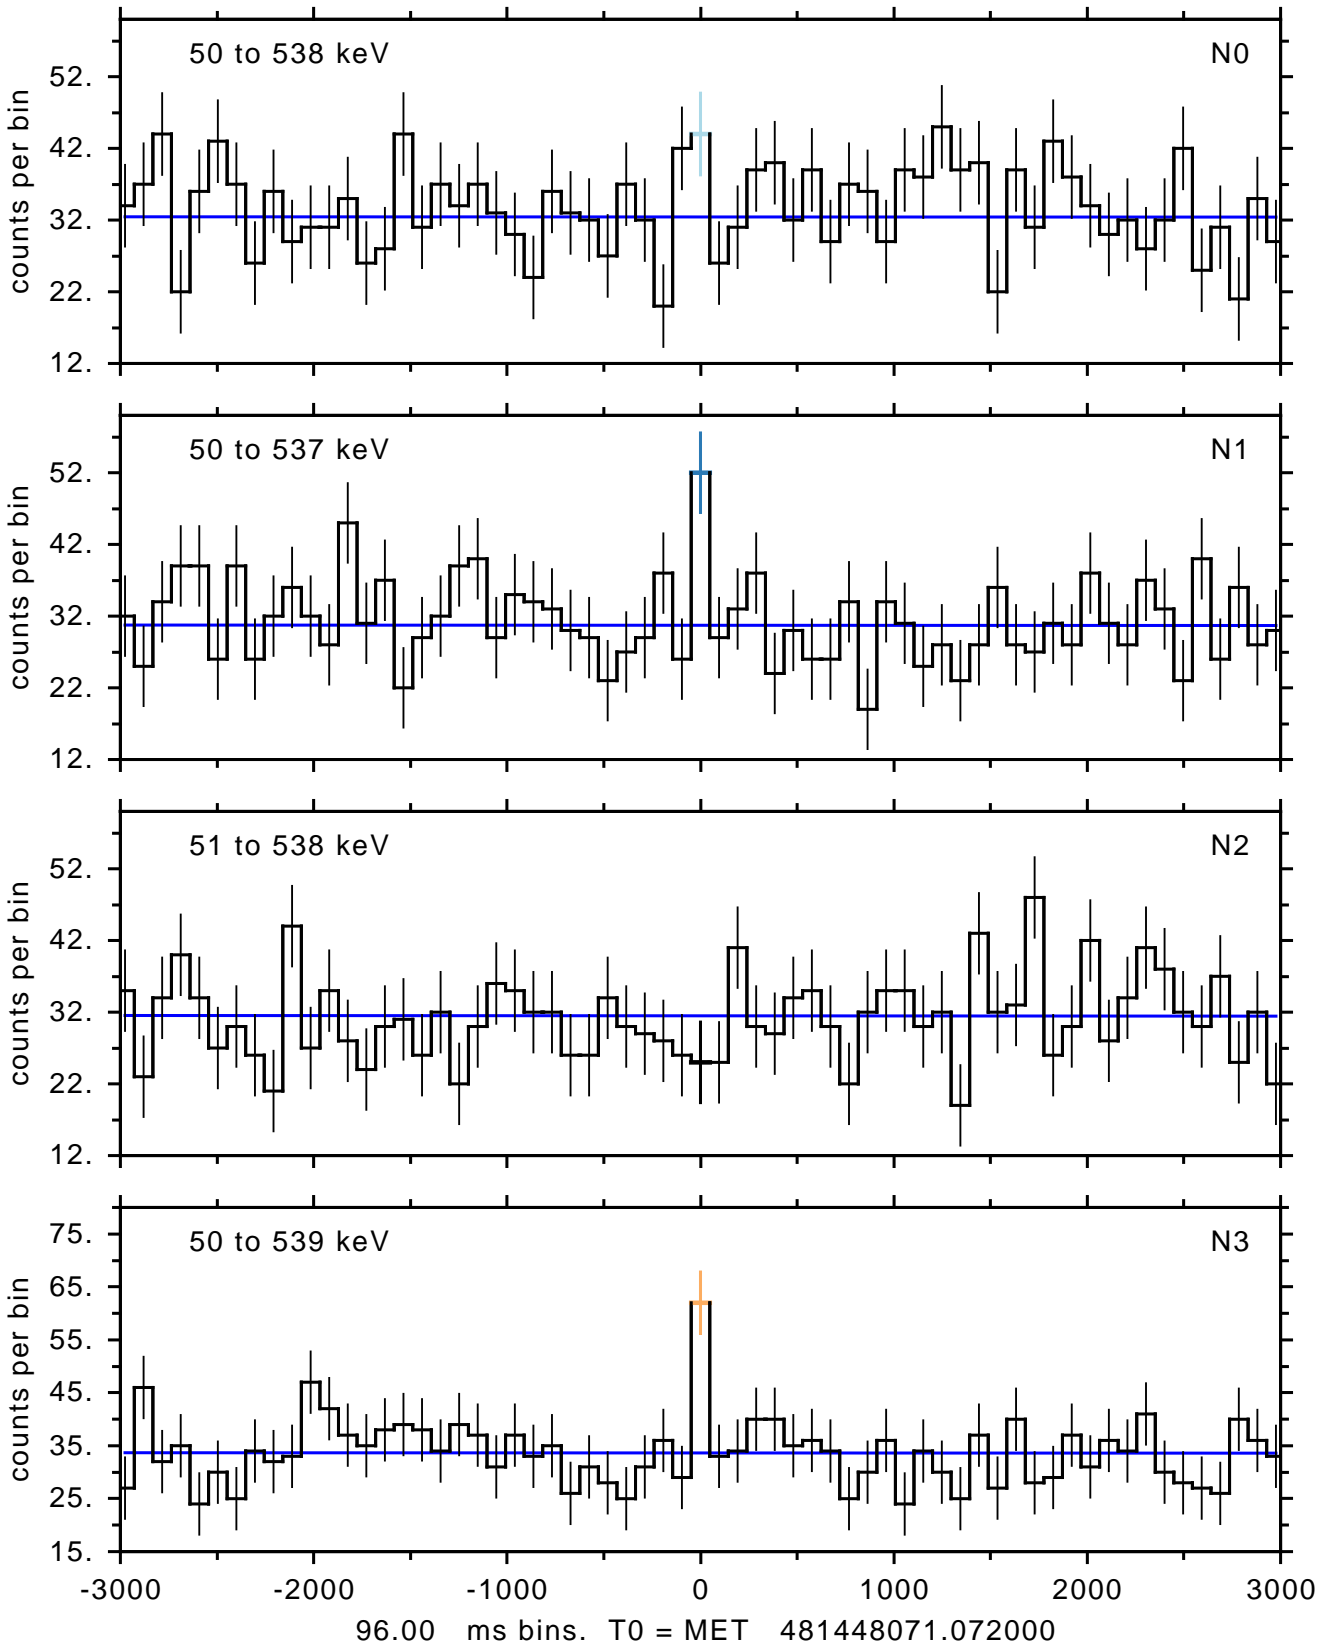 50 to 538 keV N0
counts per bin
52.
42.
32.
22.
12.
50 to 537 keV N1
counts per bin
52.
42.
32.
22.
12.
51 to 538 keV N2
counts per bin
52.
42.
32.
22.
12.
50 to 539 keV N3
counts per bin
75.
65.
55.
45.
35.
25.
15.
-3000 -2000 -1000 0 1000 2000 3000
96.00 ms bins. T0 = MET 481448071.072000